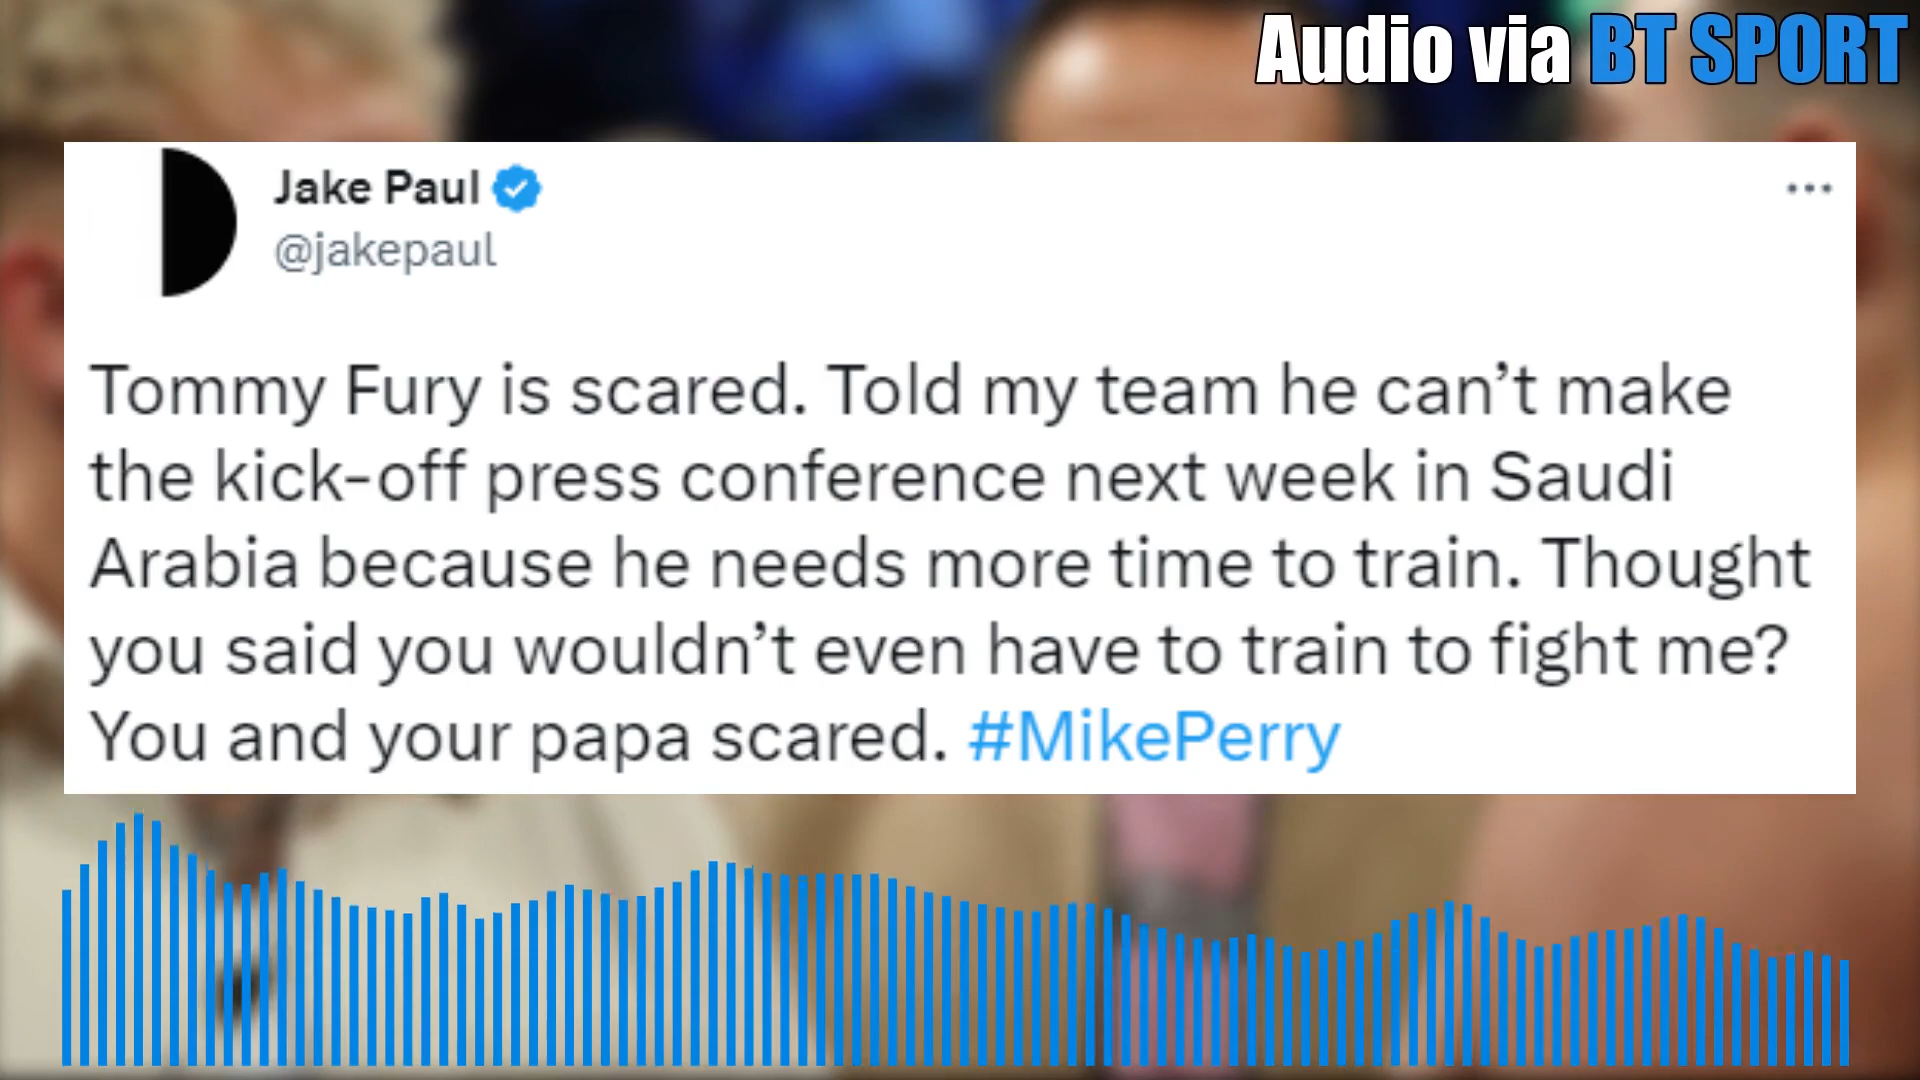 Audio via BT SPORT
Jake Paul
@jakepaul
Tommy Fury is scared. Told my team he can’t make
the kick-off press conference next week in Saudi
Arabia because he needs more time to train. Thought
you said you wouldn’t even have to train to fight me?
You and your papa scared. #MikePerry